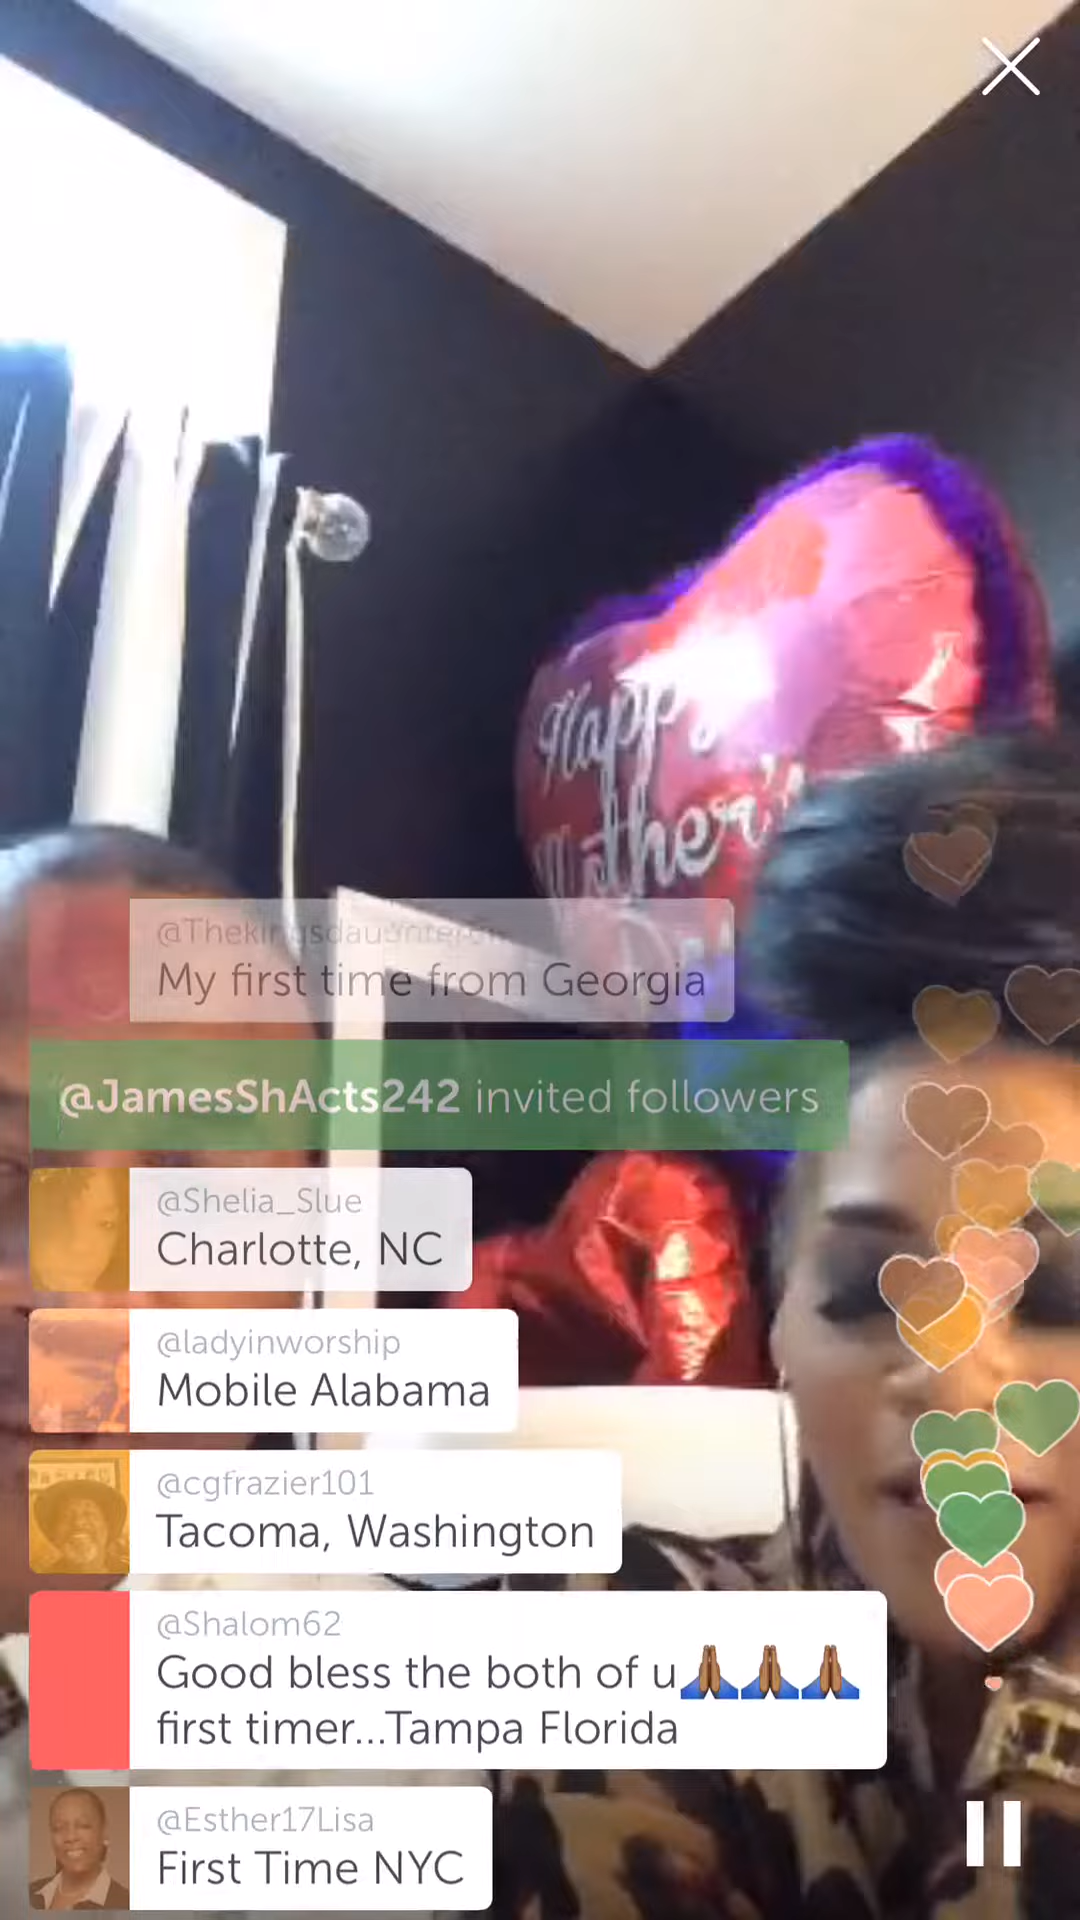 Happy
Mother's
Day
My first time from Georgia
@JamesShActs242 invited followers
@Shelia_Slue
Charlotte, NC
@ladyinworship
Mobile Alabama
@cgfrazier101
Tacoma, Washington
@Shalom62
Good bless the both of u🙏🏾🙏🏾🙏🏾
first timer...Tampa Florida
@Esther17Lisa
First Time NYC